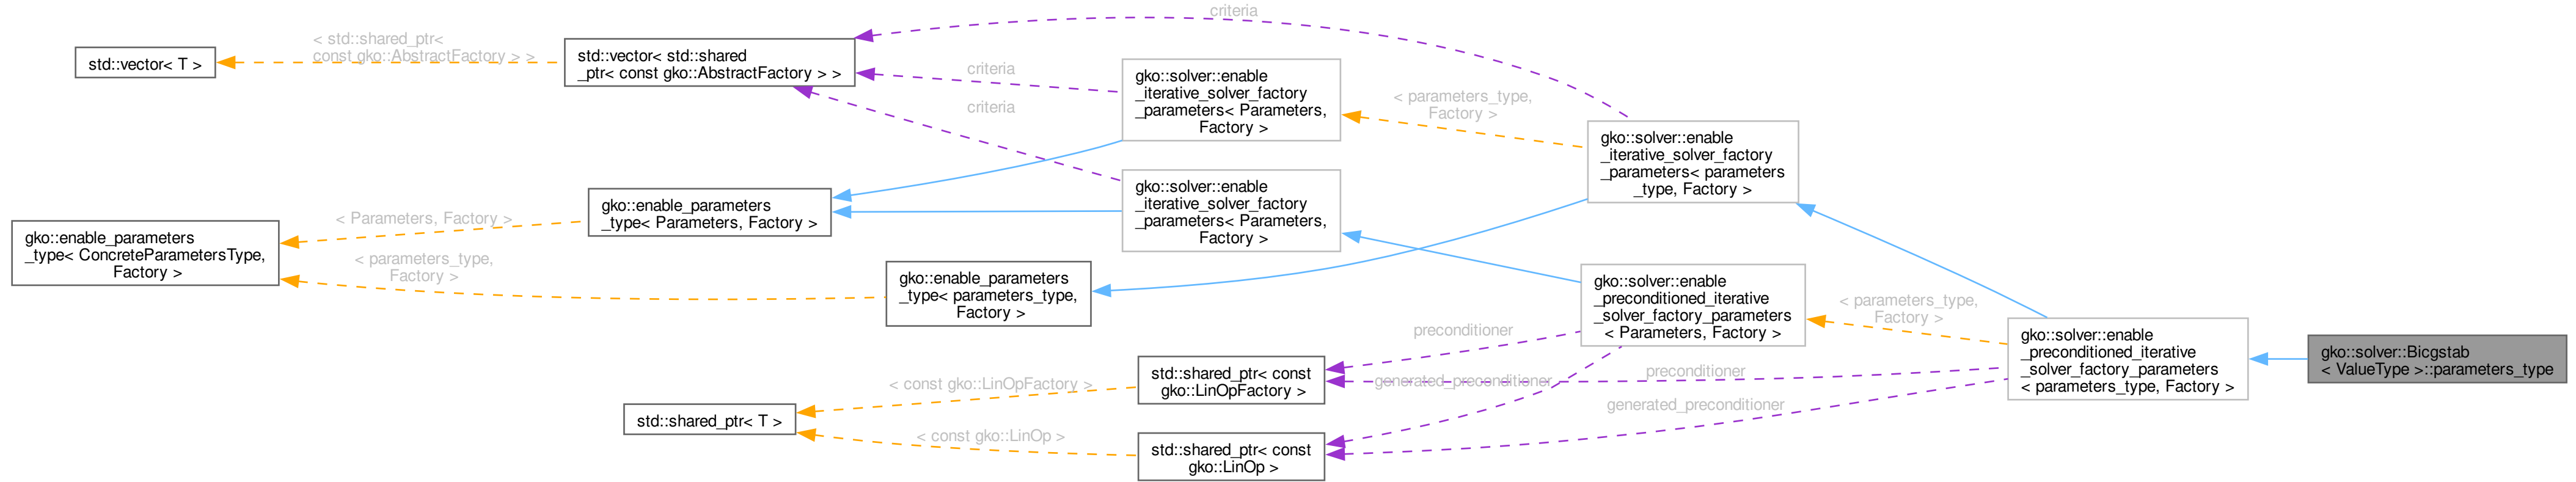 criteria
< std::shared_ptr<
const gko::AbstractFactory > >
std::vector< T >
std::vector< std::shared
_ptr< const gko::AbstractFactory > >
criteria
criteria
gko::solver::enable
_iterative_solver_factory
_parameters< Parameters,
Factory >
< parameters_type,
Factory >
gko::solver::enable
_iterative_solver_factory
_parameters< parameters
_type, Factory >
gko::solver::enable
_iterative_solver_factory
_parameters< Parameters,
Factory >
gko::enable_parameters
_type< Parameters, Factory >
< Parameters, Factory >
gko::enable_parameters
_type< ConcreteParametersType,
Factory >
< parameters_type,
Factory >
gko::enable_parameters
_type< parameters_type,
Factory >
gko::solver::enable
_preconditioned_iterative
_solver_factory_parameters
< Parameters, Factory >
< parameters_type,
Factory >
gko::solver::enable
_preconditioned_iterative
_solver_factory_parameters
< parameters_type, Factory >
gko::solver::Bicgstab
< ValueType >::parameters_type
preconditioner
preconditioner
generated_preconditioner
generated_preconditioner
std::shared_ptr< const
gko::LinOpFactory >
< const gko::LinOpFactory >
std::shared_ptr< T >
< const gko::LinOp >
std::shared_ptr< const
gko::LinOp >